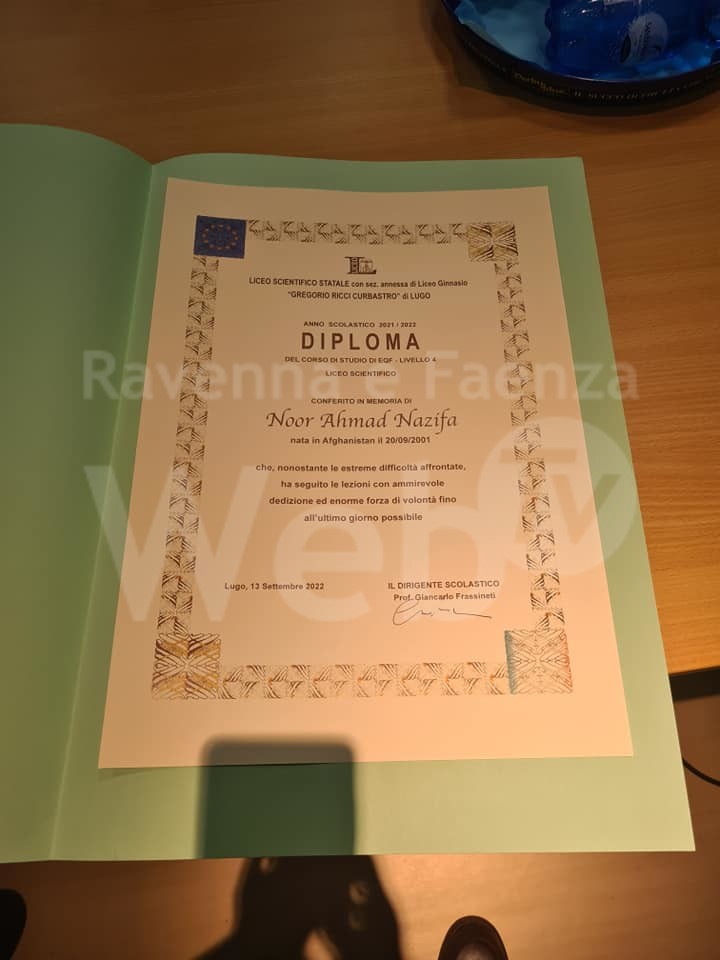 IL SUCCO DI
LICEO SCIENTIFICO STATALE con sez. annessa di Liceo Ginnasio
"GREGORIO RICCI CURBASTRO" di LUGO
ANNO SCOLASTICO 2021 / 2022
DIPLOMA
DEL CORSO DI STUDIO DI EQF - LIVELLO 4
Ravenna e Faenza
LICEO SCIENTIFICO
CONFERITO IN MEMORIA DI
Noor Ahmad Nazifa
nata in Afghanistan il 20/09/2001
che, nonostante le estreme difficoltà affrontate,
ha seguito le lezioni con ammirevole
dedizione ed enorme forza di volontà fino
all'ultimo giorno possibile
Web
TV
Lugo, 13 Settembre 2022
IL DIRIGENTE SCOLASTICO
Prof. Giancarlo Frassineti